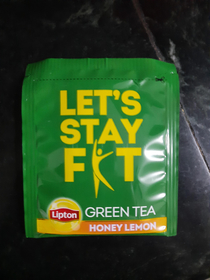 LET'S
STAY
FIT
Lipton
GREEN TEA
HONEY LEMON